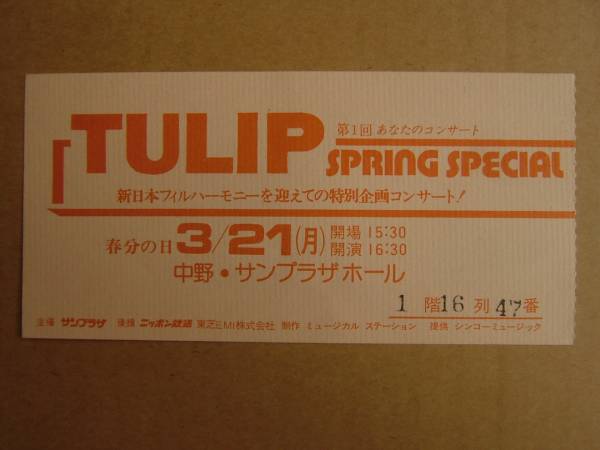 TULIP
第1回 あなたのコンサート
SPRING SPECIAL
新日本フィルハーモニーを迎えての特別企画コンサート!
春分の日 3/21(月) 開場 15:30
開演 16:30
中野・サンプラザホール
1 階 16 列 47 番
主催 サンプラザ 後援 ニッポン放送 東芝EMI株式会社 制作 ミュージカル ステーション 提供 シンコーミュージック